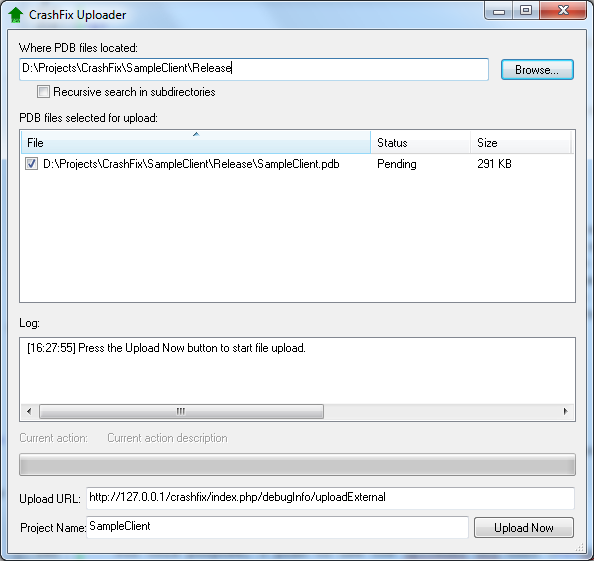 CrashFix Uploader
Where PDB files located:
D:\Projects\CrashFix\SampleClient\Release
Browse...
Recursive search in subdirectories
PDB files selected for upload:
File Status Size
D:\Projects\CrashFix\SampleClient\Release\SampleClient.pdb Pending 291 KB
Log:
[16:27:55] Press the Upload Now button to start file upload.
Current action: Current action description
Upload URL: http://127.0.0.1/crashfix/index.php/debugInfo/uploadExternal
Project Name: SampleClient
Upload Now